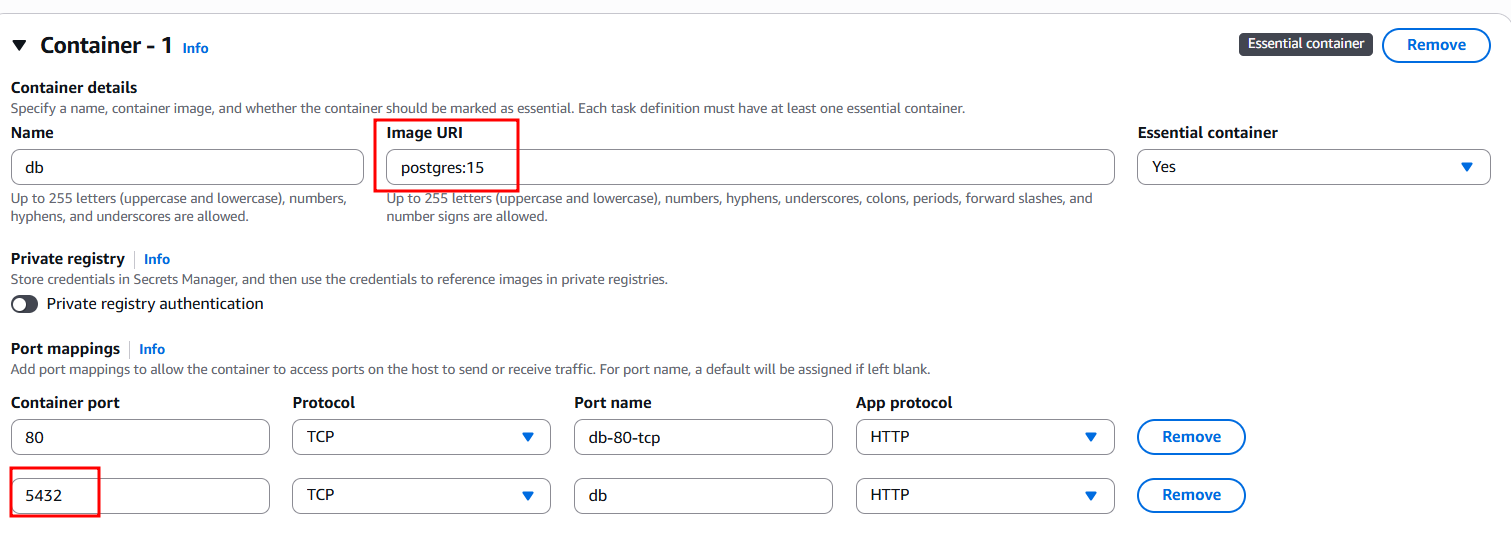 Container - 1 Info Essential container Remove
Container details
Specify a name, container image, and whether the container should be marked as essential. Each task definition must have at least one essential container.
Name Image URI Essential container
db postgres:15 Yes
Up to 255 letters (uppercase and lowercase), numbers, Up to 255 letters (uppercase and lowercase), numbers, hyphens, underscores, colons, periods, forward slashes, and
hyphens, and underscores are allowed. number signs are allowed.
Private registry Info
Store credentials in Secrets Manager, and then use the credentials to reference images in private registries.
Private registry authentication
Port mappings Info
Add port mappings to allow the container to access ports on the host to send or receive traffic. For port name, a default will be assigned if left blank.
Container port Protocol Port name App protocol
80 TCP db-80-tcp HTTP Remove
5432 TCP db HTTP Remove